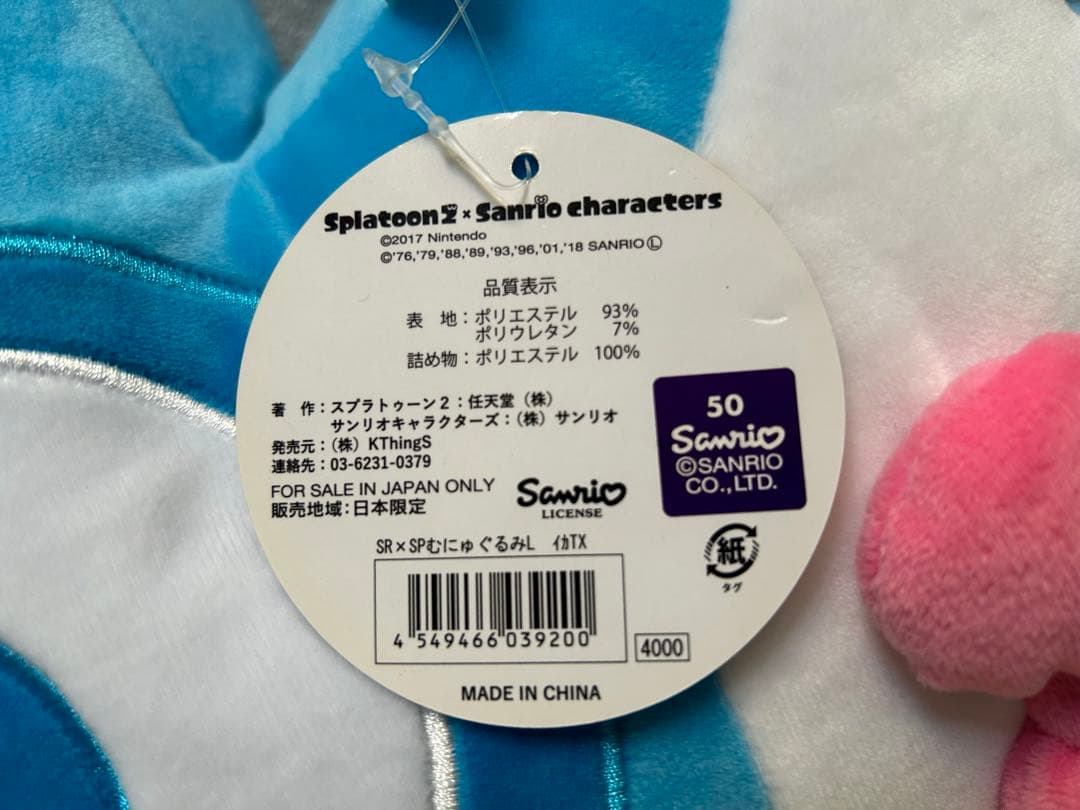 Splatoon2×Sanrio characters
©2017 Nintendo
©'76,'79,'88,'89,'93,'96,'01,'18 SANRIO Ⓛ
品質表示
表 地：ポリエステル 93%
ポリウレタン 7%
詰め物：ポリエステル 100%
著 作：スプラトゥーン2：任天堂（株）
サンリオキャラクターズ：（株）サンリオ
発売元：（株）KThingS
連絡先：03-6231-0379
FOR SALE IN JAPAN ONLY
販売地域：日本限定
Sanrio
LICENSE
50
Sanrio
©SANRIO
CO.,LTD.
紙
タグ
SR×SPむにゅぐるみL ｲｶTX
4 549466 039200
4000
MADE IN CHINA